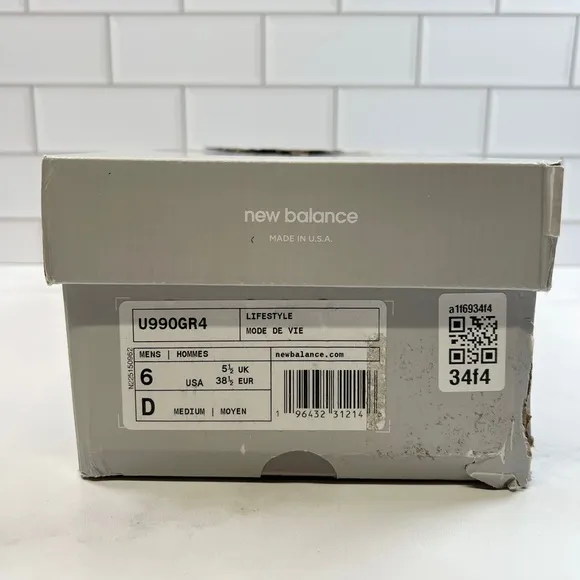 new balance
MADE IN U.S.A.
U990GR4
LIFESTYLE
MODE DE VIE
MENS | HOMMES
newbalance.com
6 USA
5½ UK
38½ EUR
D MEDIUM | MOYEN
1 96432 31214
N225150962
a1f6934f4
34f4